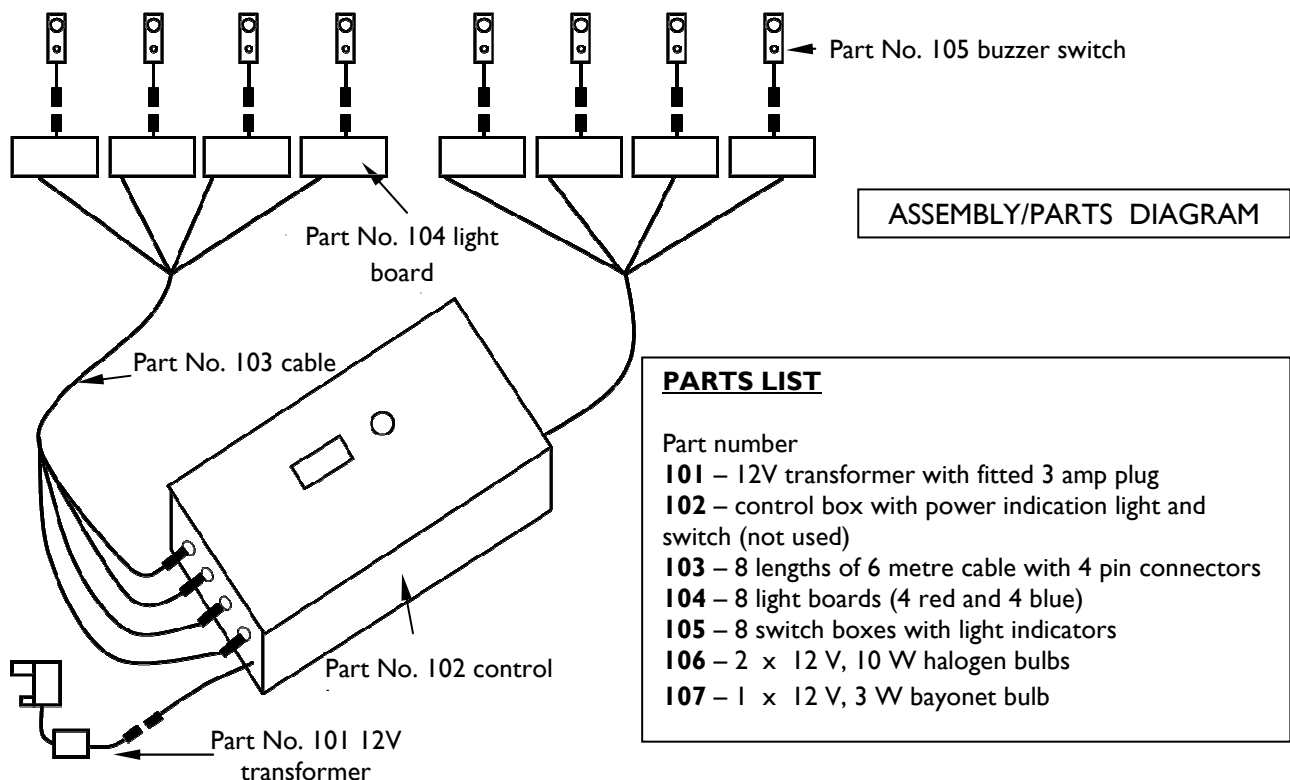 Part No. 105 buzzer switch
ASSEMBLY/PARTS DIAGRAM
Part No. 104 light
board
Part No. 103 cable
PARTS LIST
Part number
101 – 12V transformer with fitted 3 amp plug
102 – control box with power indication light and
switch (not used)
103 – 8 lengths of 6 metre cable with 4 pin connectors
104 – 8 light boards (4 red and 4 blue)
105 – 8 switch boxes with light indicators
106 – 2 x 12 V, 10 W halogen bulbs
107 – 1 x 12 V, 3 W bayonet bulb
Part No. 102 control
Part No. 101 12V
transformer